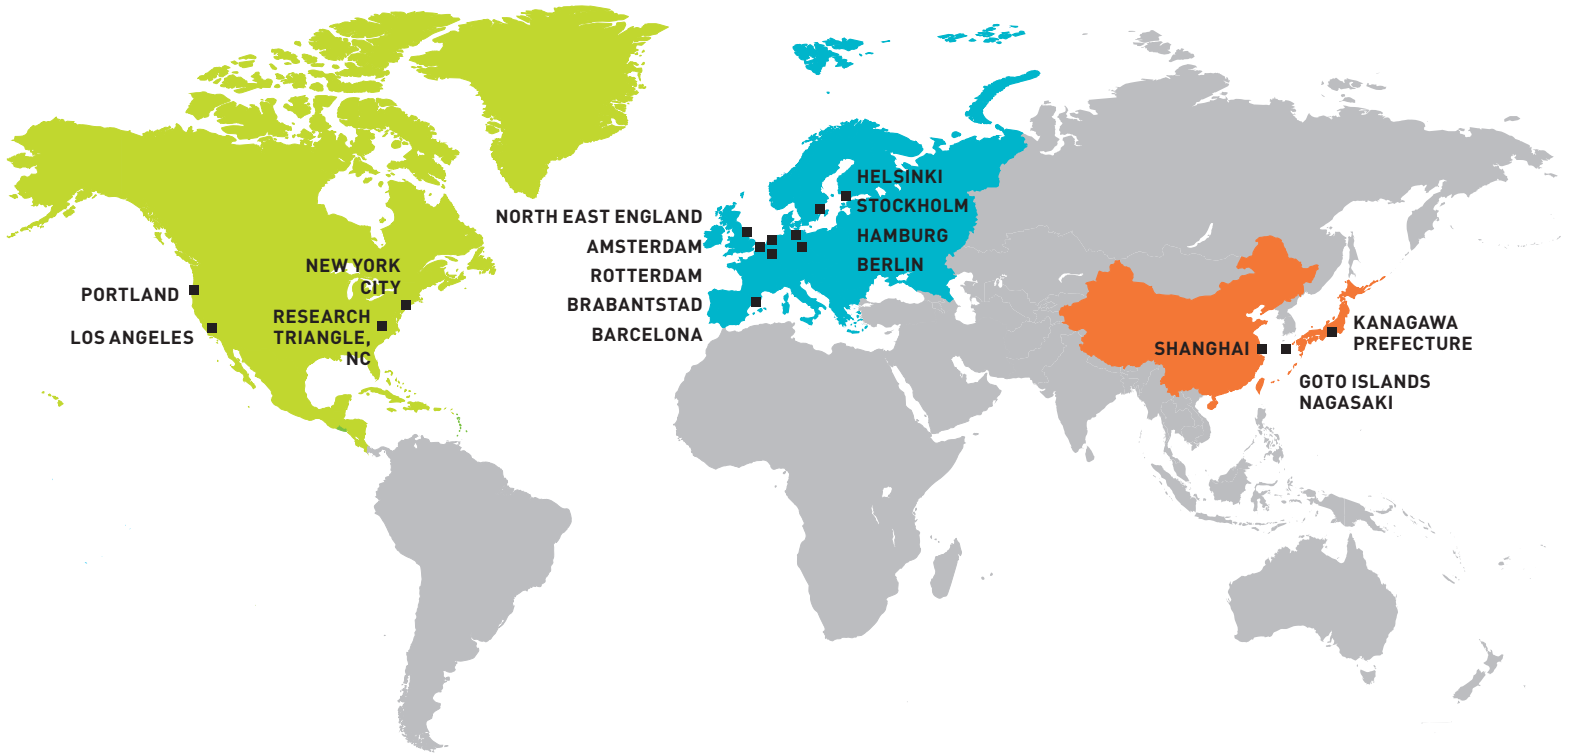 PORTLAND
LOS ANGELES
NEW YORK
CITY
RESEARCH
TRIANGLE,
NC
NORTH EAST ENGLAND
AMSTERDAM
ROTTERDAM
BRABANTSTAD
BARCELONA
HELSINKI
STOCKHOLM
HAMBURG
BERLIN
SHANGHAI
KANAGAWA
PREFECTURE
GOTO ISLANDS
NAGASAKI